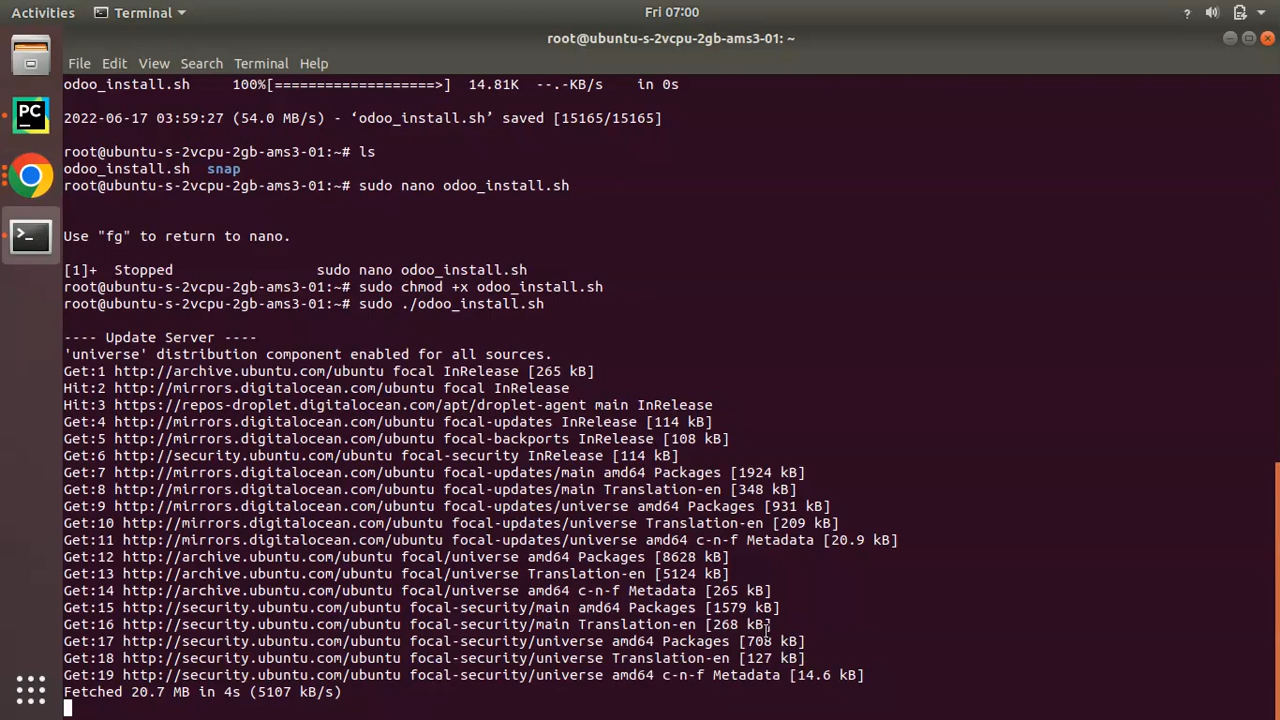 Activities Terminal Fri 07:00 ?
root@ubuntu-s-2vcpu-2gb-ams3-01: ~
File Edit View Search Terminal Help
odoo_install.sh 100%[===================>] 14.81K --.-KB/s in 0s
2022-06-17 03:59:27 (54.0 MB/s) - ‘odoo_install.sh’ saved [15165/15165]
root@ubuntu-s-2vcpu-2gb-ams3-01:~# ls
odoo_install.sh snap
root@ubuntu-s-2vcpu-2gb-ams3-01:~# sudo nano odoo_install.sh
Use "fg" to return to nano.
[1]+ Stopped sudo nano odoo_install.sh
root@ubuntu-s-2vcpu-2gb-ams3-01:~# sudo chmod +x odoo_install.sh
root@ubuntu-s-2vcpu-2gb-ams3-01:~# sudo ./odoo_install.sh
---- Update Server ----
'universe' distribution component enabled for all sources.
Get:1 http://archive.ubuntu.com/ubuntu focal InRelease [265 kB]
Hit:2 http://mirrors.digitalocean.com/ubuntu focal InRelease
Hit:3 https://repos-droplet.digitalocean.com/apt/droplet-agent main InRelease
Get:4 http://mirrors.digitalocean.com/ubuntu focal-updates InRelease [114 kB]
Get:5 http://mirrors.digitalocean.com/ubuntu focal-backports InRelease [108 kB]
Get:6 http://security.ubuntu.com/ubuntu focal-security InRelease [114 kB]
Get:7 http://mirrors.digitalocean.com/ubuntu focal-updates/main amd64 Packages [1924 kB]
Get:8 http://mirrors.digitalocean.com/ubuntu focal-updates/main Translation-en [348 kB]
Get:9 http://mirrors.digitalocean.com/ubuntu focal-updates/universe amd64 Packages [931 kB]
Get:10 http://mirrors.digitalocean.com/ubuntu focal-updates/universe Translation-en [209 kB]
Get:11 http://mirrors.digitalocean.com/ubuntu focal-updates/universe amd64 c-n-f Metadata [20.9 kB]
Get:12 http://archive.ubuntu.com/ubuntu focal/universe amd64 Packages [8628 kB]
Get:13 http://archive.ubuntu.com/ubuntu focal/universe Translation-en [5124 kB]
Get:14 http://archive.ubuntu.com/ubuntu focal/universe amd64 c-n-f Metadata [265 kB]
Get:15 http://security.ubuntu.com/ubuntu focal-security/main amd64 Packages [1579 kB]
Get:16 http://security.ubuntu.com/ubuntu focal-security/main Translation-en [268 kB]
Get:17 http://security.ubuntu.com/ubuntu focal-security/universe amd64 Packages [708 kB]
Get:18 http://security.ubuntu.com/ubuntu focal-security/universe Translation-en [127 kB]
Get:19 http://security.ubuntu.com/ubuntu focal-security/universe amd64 c-n-f Metadata [14.6 kB]
Fetched 20.7 MB in 4s (5107 kB/s)
PC
>_